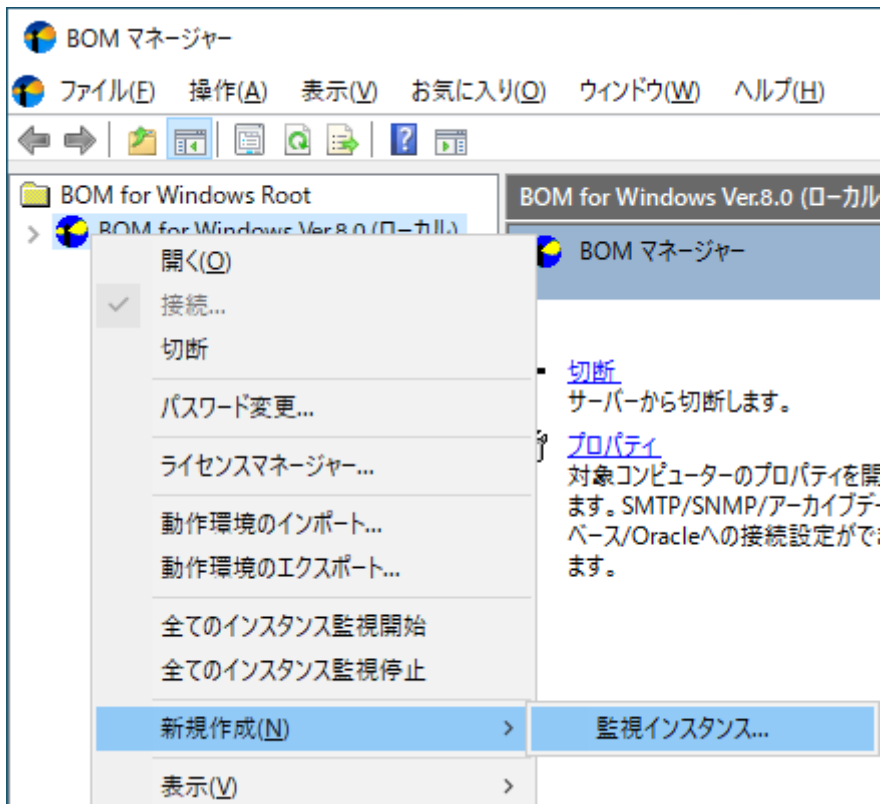 BOM マネージャー
ファイル(F) 操作(A) 表示(V) お気に入り(O) ウィンドウ(W) ヘルプ(H)
BOM for Windows Root
BOM for Windows Ver.8.0 (ローカル)
開く(O)
接続...
切断
パスワード変更...
ライセンスマネージャー...
動作環境のインポート...
動作環境のエクスポート...
全てのインスタンス監視開始
全てのインスタンス監視停止
新規作成(N)
監視インスタンス...
表示(V)
BOM for Windows Ver.8.0 (ローカル
BOM マネージャー
切断
サーバーから切断します。
プロパティ
対象コンピューターのプロパティを開
ます。SMTP/SNMP/アーカイブデー
ベース/Oracleへの接続設定ができ
ます。